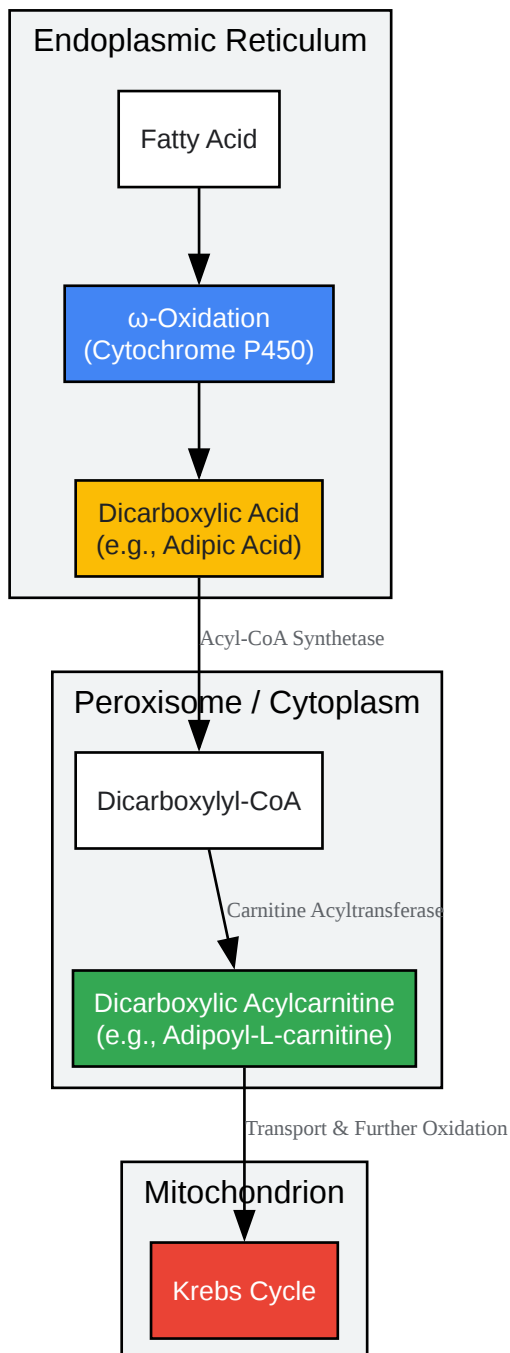 Endoplasmic Reticulum
Fatty Acid
ω-Oxidation
(Cytochrome P450)
Dicarboxylic Acid
(e.g., Adipic Acid)
Acyl-CoA Synthetase
Peroxisome / Cytoplasm
Dicarboxylyl-CoA
Carnitine Acyltransferase
Dicarboxylic Acylcarnitine
(e.g., Adipoyl-L-carnitine)
Transport & Further Oxidation
Mitochondrion
Krebs Cycle